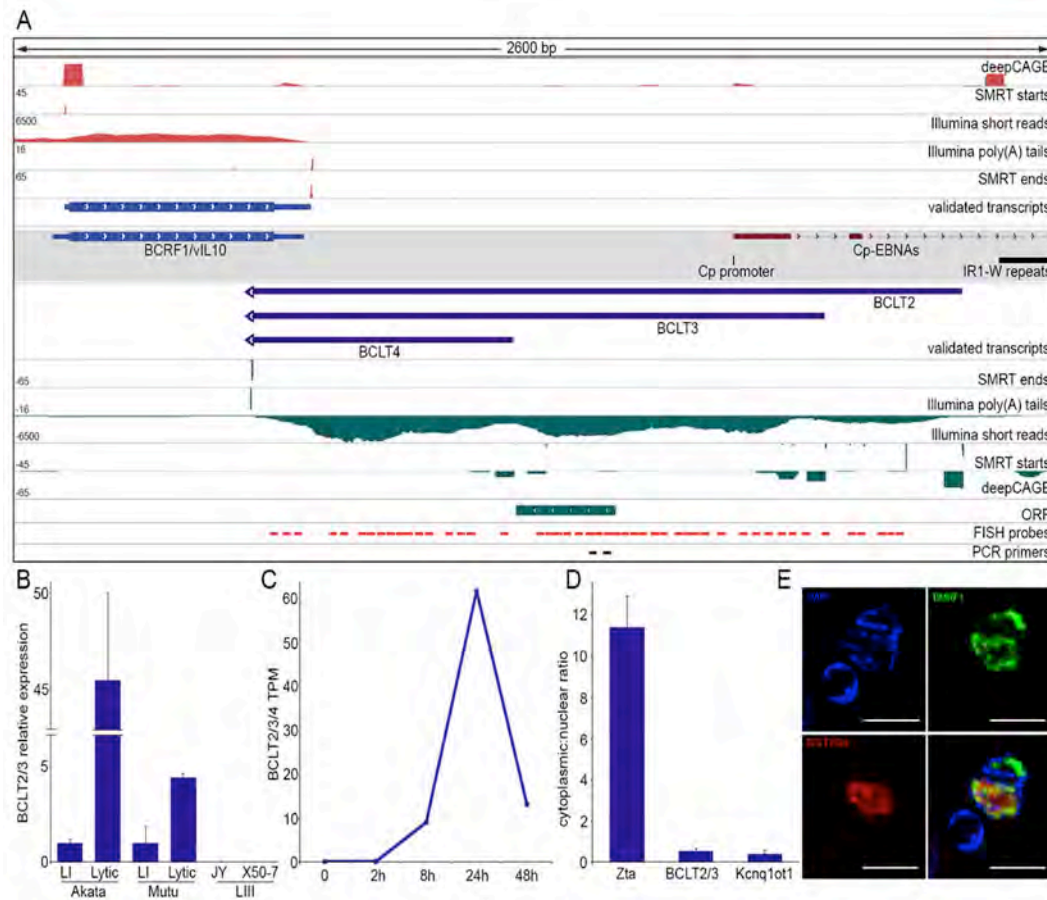 A
2600 bp
deepCAGE
45
SMRT starts
6500
Illumina short reads
16
Illumina poly(A) tails
65
SMRT ends
validated transcripts
BCRF1/vIL10
Cp-EBNAs
Cp promoter
IR1-W repeats
BCLT2
BCLT3
BCLT4
validated transcripts
SMRT ends
-65
Illumina poly(A) tails
-16
Illumina short reads
-6500
SMRT starts
-45
deepCAGE
-65
ORF
FISH probes
PCR primers
B
BCLT2/3 relative expression
50
45
5
0
LI Lytic LI Lytic JY X50-7
Akata Mutu LIII
C
BCLT2/3/4 TPM
60
50
40
30
20
10
0
0 2h 8h 24h 48h
D
cytoplasmic:nuclear ratio
12
10
8
6
4
2
0
Zta BCLT2/3 Kcnq1ot1
E